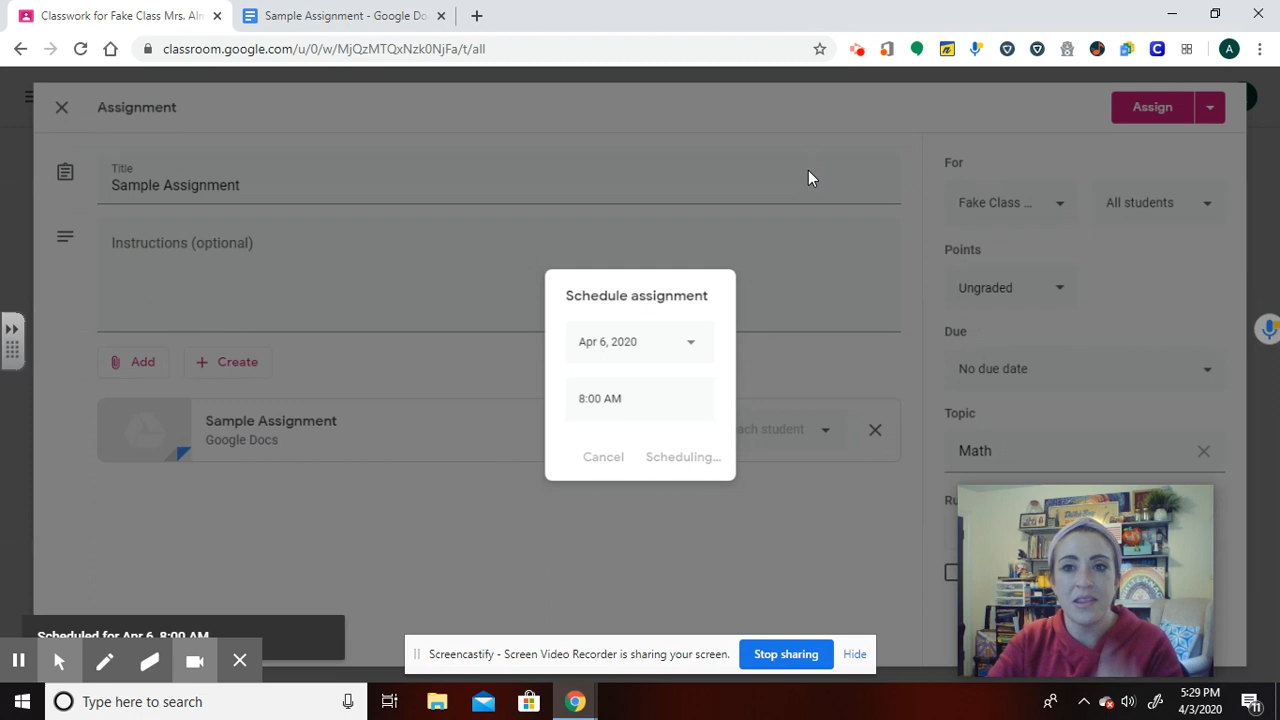 Classwork for Fake Class Mrs. Alm
Sample Assignment - Google Do
classroom.google.com/u/0/w/MjQzMTQxNzk0NjFa/t/all
A
Assignment
Assign
Title
Sample Assignment
Instructions (optional)
Add
Create
Sample Assignment
Google Docs
ach student
Schedule assignment
Apr 6, 2020
8:00 AM
Cancel
Scheduling...
For
Fake Class ...
All students
Points
Ungraded
Due
No due date
Topic
Math
Ru
Scheduled for Apr 6, 8:00 AM
Screencastify - Screen Video Recorder is sharing your screen.
Stop sharing
Hide
Type here to search
5:29 PM
4/3/2020
11